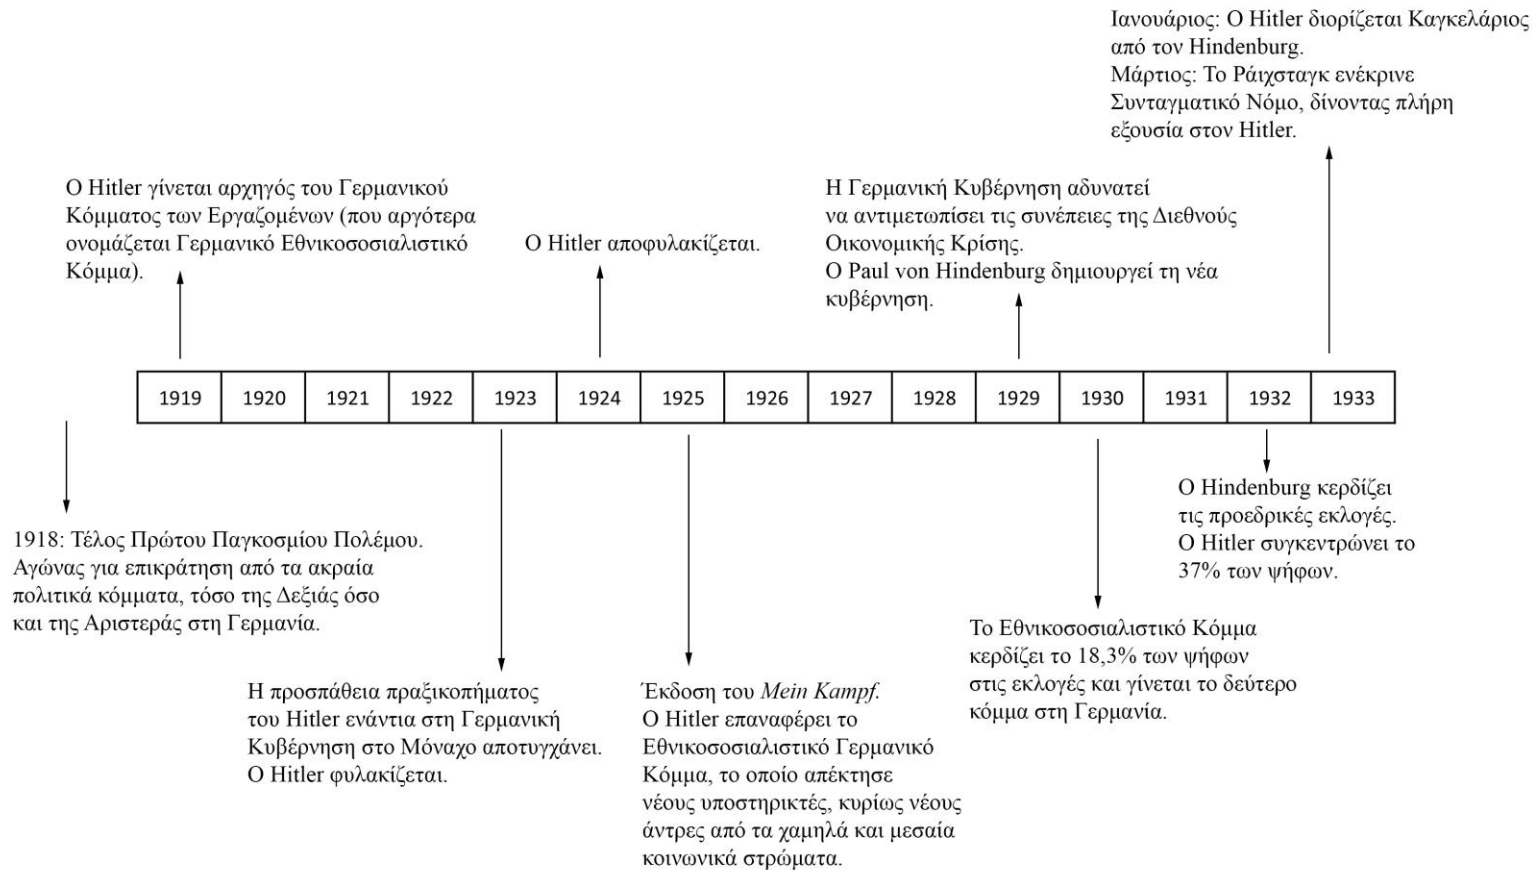 Ιανουάριος: Ο Hitler διορίζεται Καγκελάριος
από τον Hindenburg.
Μάρτιος: Το Ράιχσταγκ ενέκρινε
Συνταγματικό Νόμο, δίνοντας πλήρη
εξουσία στον Hitler.
Ο Hitler γίνεται αρχηγός του Γερμανικού
Κόμματος των Εργαζομένων (που αργότερα
ονομάζεται Γερμανικό Εθνικοσοσιαλιστικό
Κόμμα).
Ο Hitler αποφυλακίζεται.
Η Γερμανική Κυβέρνηση αδυνατεί
να αντιμετωπίσει τις συνέπειες της Διεθνούς
Οικονομικής Κρίσης.
Ο Paul von Hindenburg δημιουργεί τη νέα
κυβέρνηση.
1919 1920 1921 1922 1923 1924 1925 1926 1927 1928 1929 1930 1931 1932 1933
1918: Τέλος Πρώτου Παγκοσμίου Πολέμου.
Αγώνας για επικράτηση από τα ακραία
πολιτικά κόμματα, τόσο της Δεξιάς όσο
και της Αριστεράς στη Γερμανία.
Η προσπάθεια πραξικοπήματος
του Hitler ενάντια στη Γερμανική
Κυβέρνηση στο Μόναχο αποτυγχάνει.
Ο Hitler φυλακίζεται.
Έκδοση του Mein Kampf.
Ο Hitler επαναφέρει το
Εθνικοσοσιαλιστικό Γερμανικό
Κόμμα, το οποίο απέκτησε
νέους υποστηρικτές, κυρίως νέους
άντρες από τα χαμηλά και μεσαία
κοινωνικά στρώματα.
Το Εθνικοσοσιαλιστικό Κόμμα
κερδίζει το 18,3% των ψήφων
στις εκλογές και γίνεται το δεύτερο
κόμμα στη Γερμανία.
Ο Hindenburg κερδίζει
τις προεδρικές εκλογές.
Ο Hitler συγκεντρώνει το
37% των ψήφων.